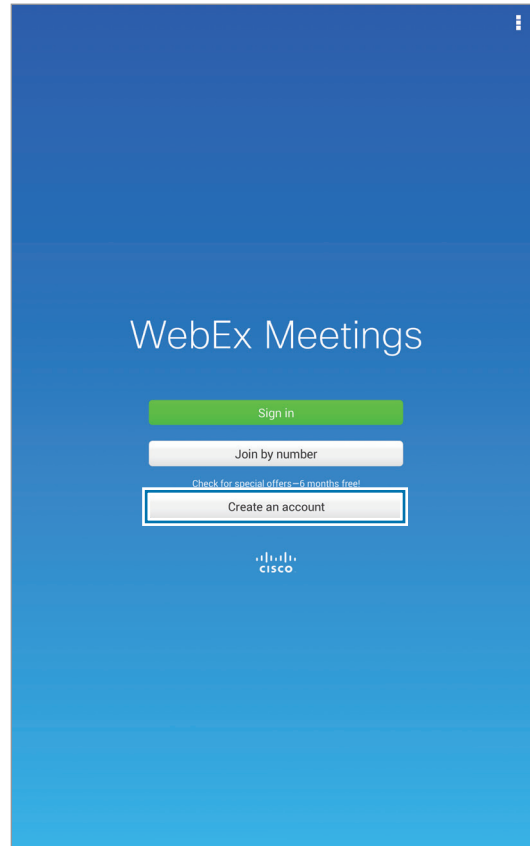 WebEx Meetings
Sign in
Join by number
Check for special offers—6 months free!
Create an account
CISCO